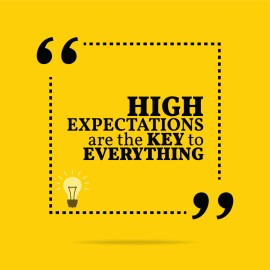 HIGH
EXPECTATIONS
are the KEY to
EVERYTHING